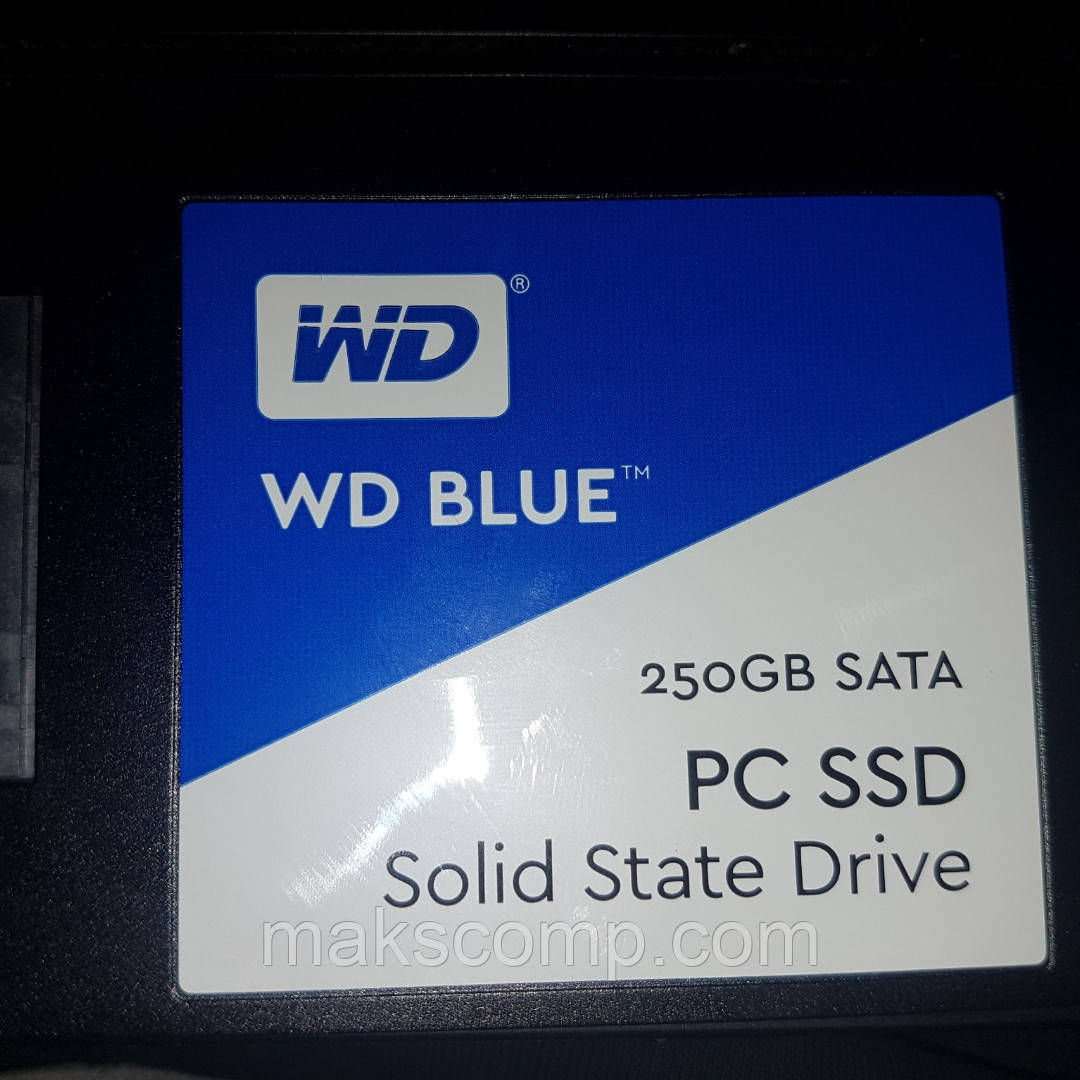 WD®
WD BLUE™
250GB SATA
PC SSD
Solid State Drive
makscomp.com